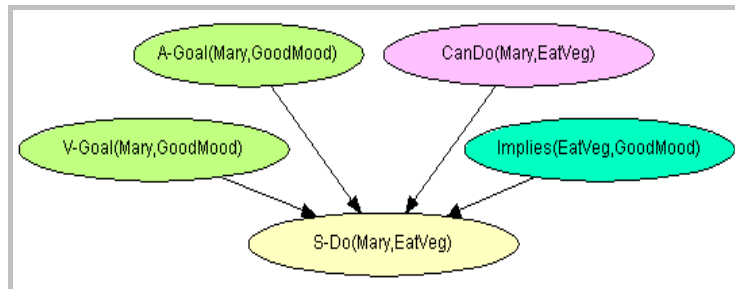 A-Goal(Mary,GoodMood)
CanDo(Mary,EatVeg)
V-Goal(Mary,GoodMood)
Implies(EatVeg,GoodMood)
S-Do(Mary,EatVeg)